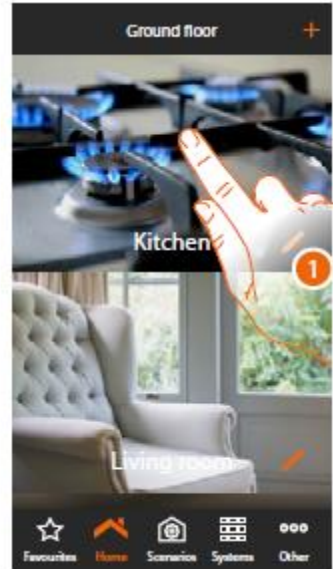 Ground floor +
Kitchen
1
Living room
Favourites Home Scenarios Systems Other